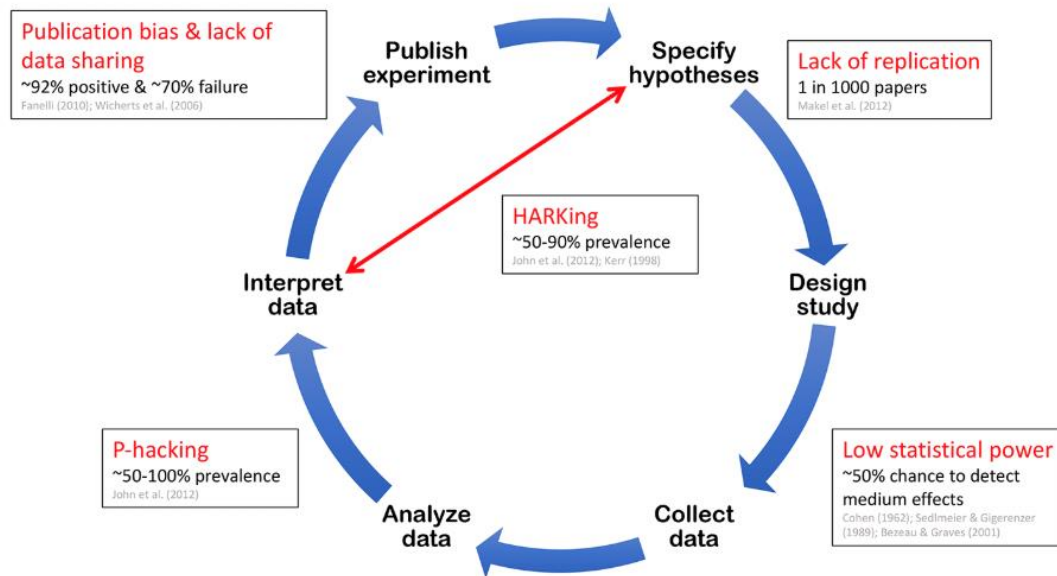 Publication bias & lack of
data sharing
~92% positive & ~70% failure
Fanelli (2010); Wicherts et al. (2006)
Publish
experiment
Specify
hypotheses
Lack of replication
1 in 1000 papers
Makel et al. (2012)
HARKing
~50-90% prevalence
John et al. (2012); Kerr (1998)
Interpret
data
Design
study
P-hacking
~50-100% prevalence
John et al. (2012)
Analyze
data
Collect
data
Low statistical power
~50% chance to detect
medium effects
Cohen (1962); Sedlmeier & Gigerenzer
(1989); Bezeau & Graves (2001)